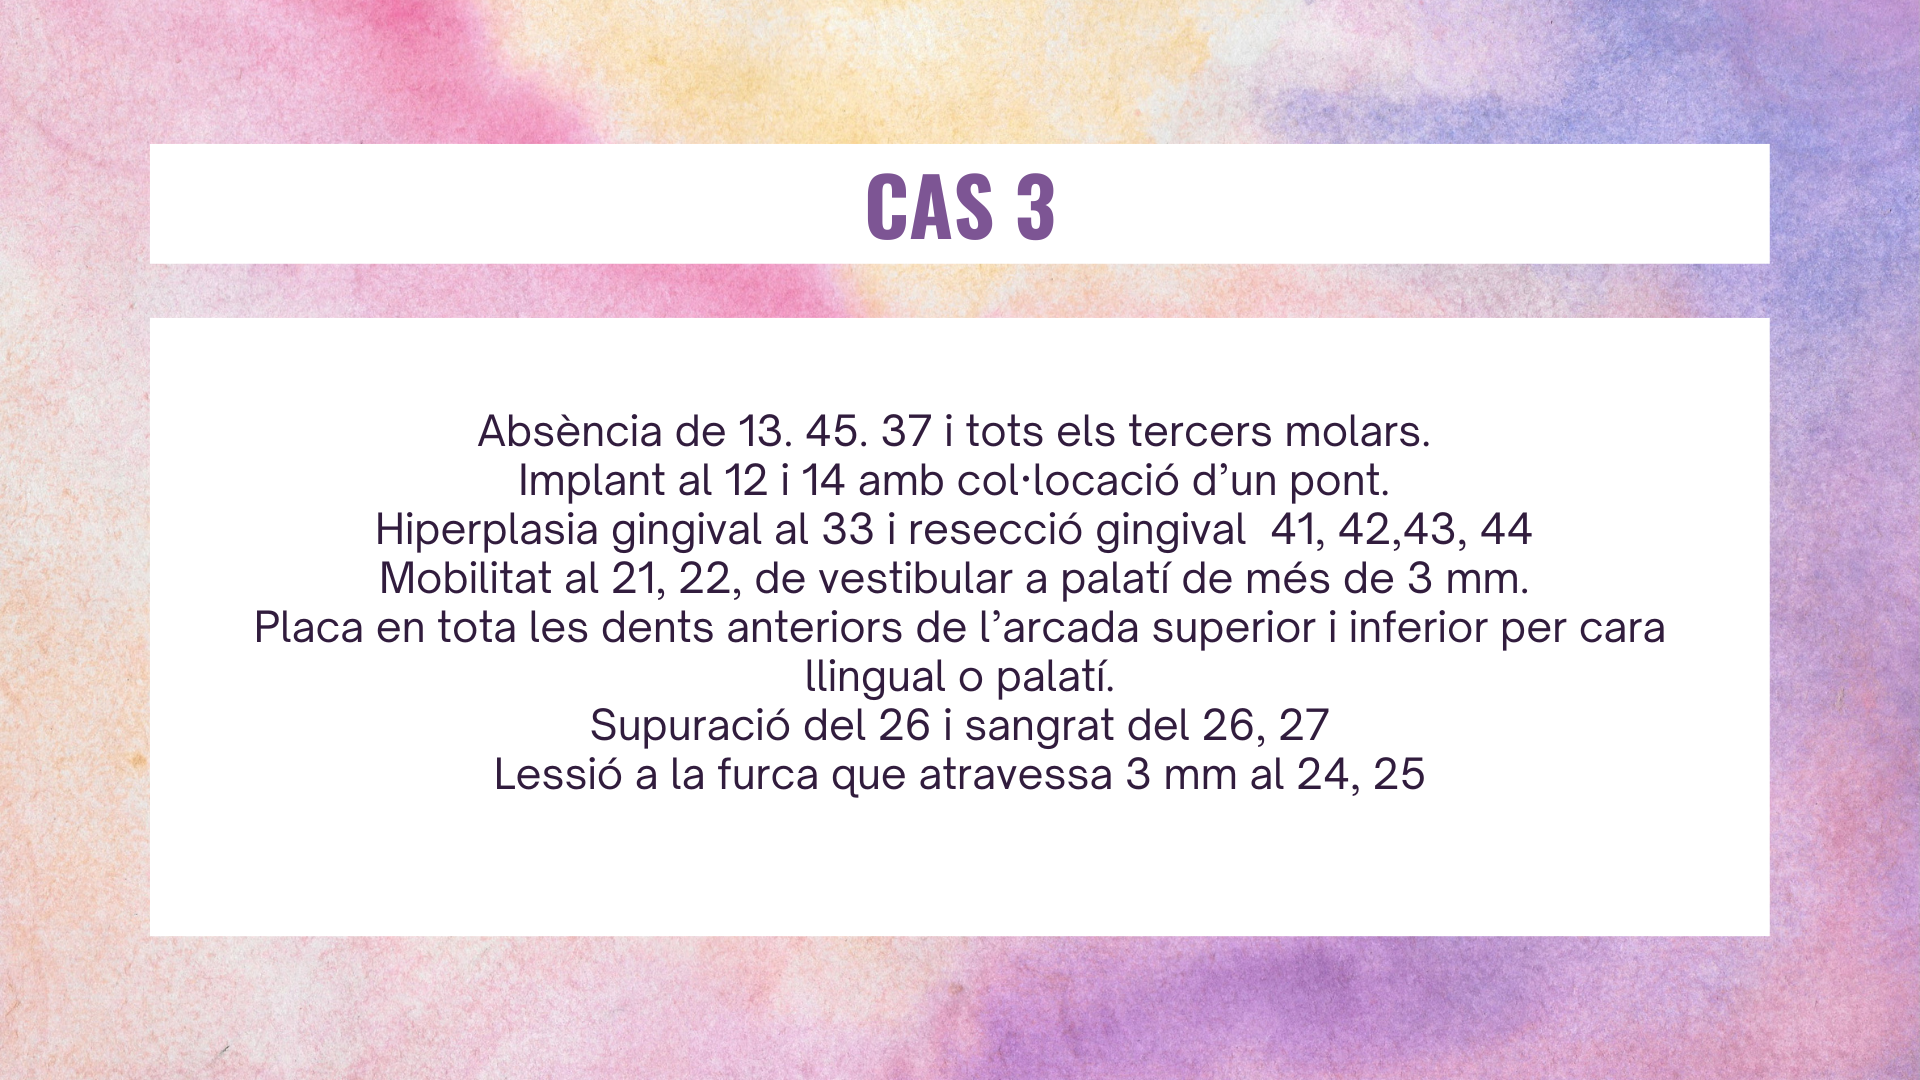 CAS 3
Absència de 13. 45. 37 i tots els tercers molars.
Implant al 12 i 14 amb col·locació d’un pont.
Hiperplasia gingival al 33 i resecció gingival  41, 42,43, 44
Mobilitat al 21, 22, de vestibular a palatí de més de 3 mm.
Placa en tota les dents anteriors de l’arcada superior i inferior per cara
llingual o palatí.
Supuració del 26 i sangrat del 26, 27
Lessió a la furca que atravessa 3 mm al 24, 25